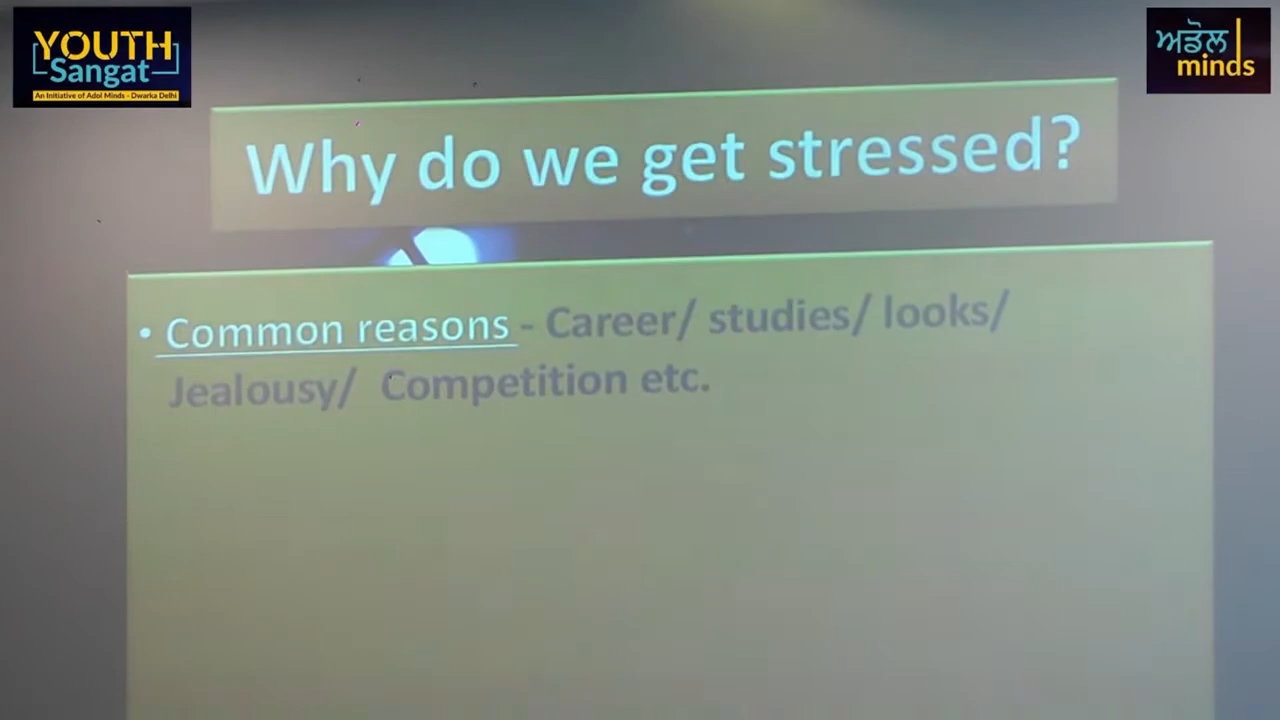 YOUTH
Sangat
An Initiative of Adol Minds - Dwarka Delhi
ਅਡੋਲ
minds
Why do we get stressed?
• Common reasons - Career/ studies/ looks/
Jealousy/ Competition etc.